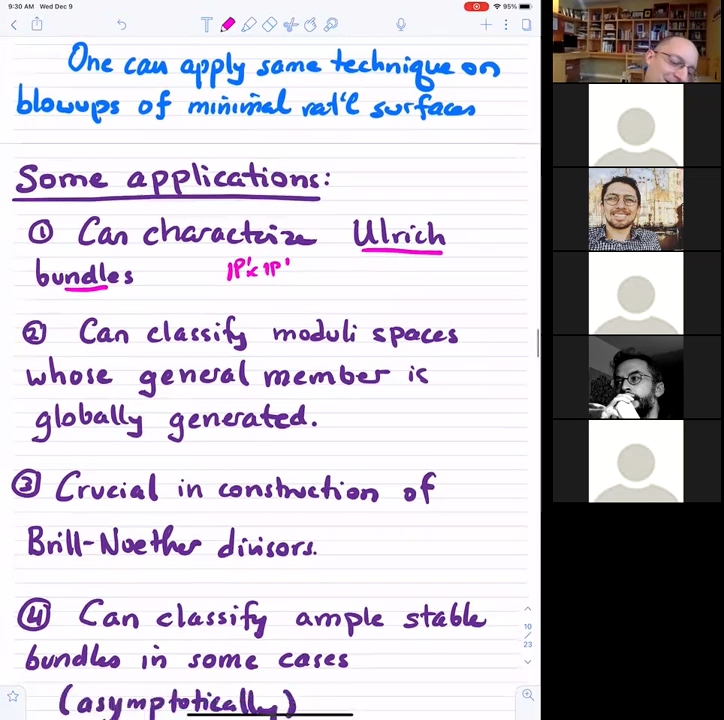 9:30 AM Wed Dec 9
95%
One can apply same technique on
blowups of minimal rat'l surfaces
Some applications:
① Can characterize Ulrich
bundles P¹×P¹
② Can classify moduli spaces
whose general member is
globally generated.
③ Crucial in construction of
Brill-Noether divisors.
④ Can classify ample stable
bundles in some cases
(asymptotically)
10
/
23